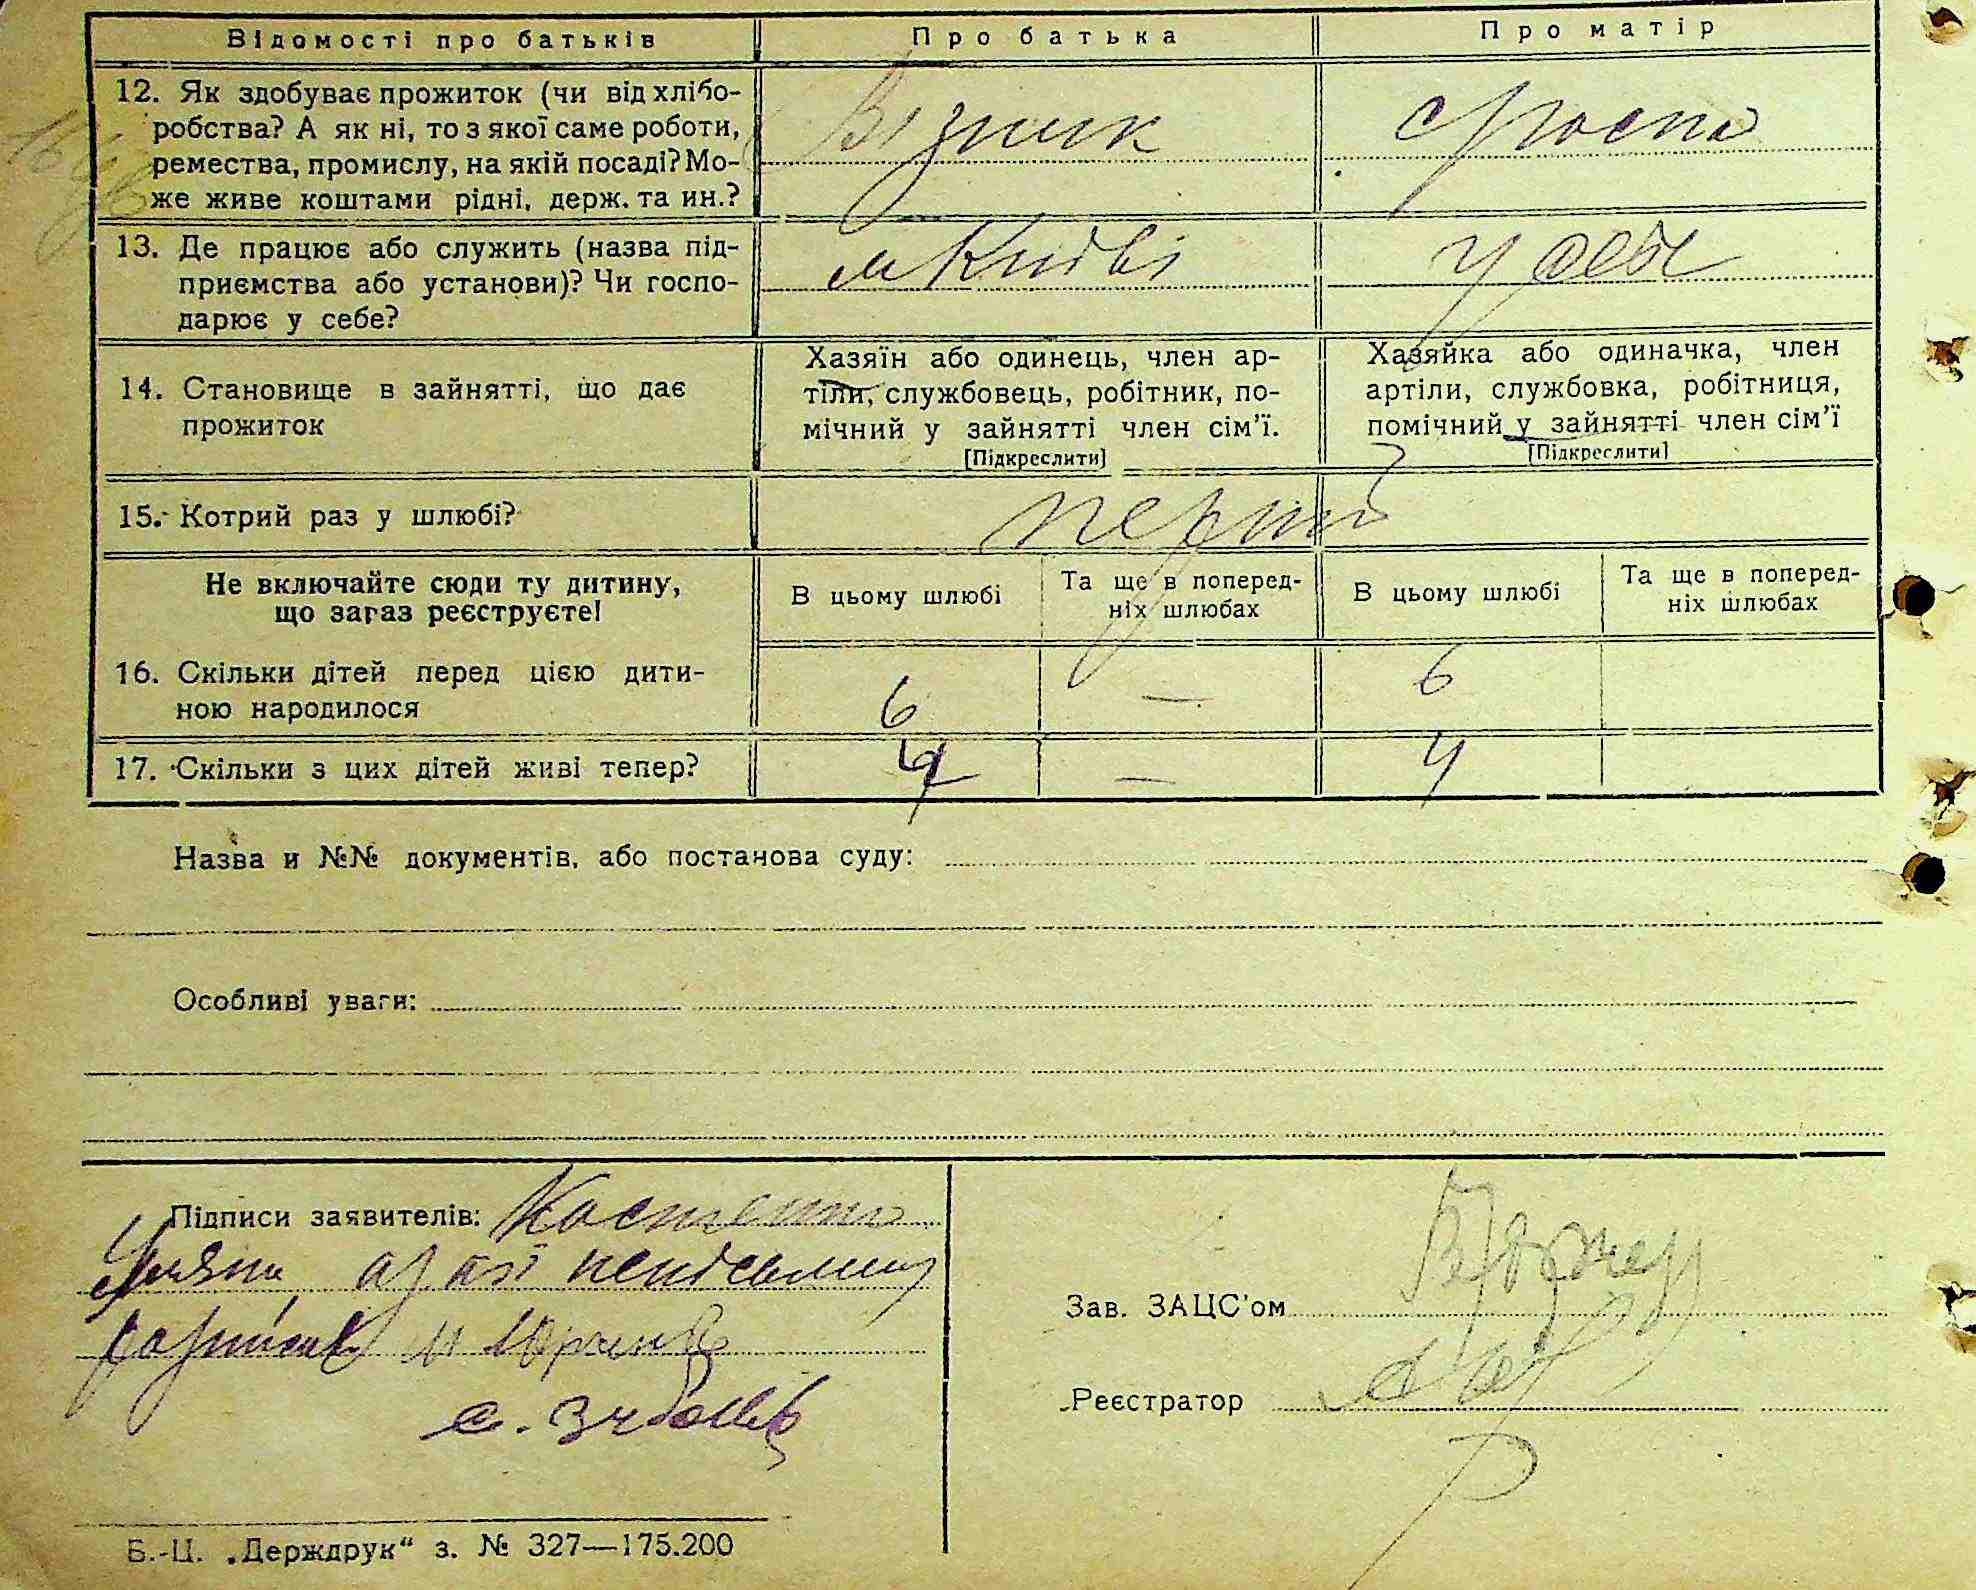 Відомості про батьків Про батька Про матір
12. Як здобуває прожиток (чи від хлібо-
робства? А як ні, то з якої саме роботи,
ремества, промислу, на якій посаді? Мо-
же живе коштами рідні, держ. та ин.?
Візник
13. Де працює або служить (назва під-
приємства або установи)? Чи госпо-
дарює у себе?
м Київі
у себе
14. Становище в зайнятті, що дає
прожиток
Хазяїн або одинець, член ар-
тіли, службовець, робітник, по-
мічний у зайнятті член сім'ї.
[Підкреслити]
Хазяйка або одиначка, член
артіли, службовка, робітниця,
помічний у зайнятті член сім'ї
[Підкреслити]
15. Котрий раз у шлюбі?
перший
Не включайте сюди ту дитину,
що зараз реєструєте!
В цьому шлюбі
Та ще в поперед-
ніх шлюбах
В цьому шлюбі
Та ще в поперед-
ніх шлюбах
16. Скільки дітей перед цією дити-
ною народилося
6 — 6
17. Скільки з цих дітей живі тепер?
4 — 4
Назва и №№ документів, або постанова суду:
Особливі уваги:
Підписи заявителів:
Зав. ЗАЦС'ом
Реєстратор
Б.-Ц. „Держдрук“ з. № 327—175.200